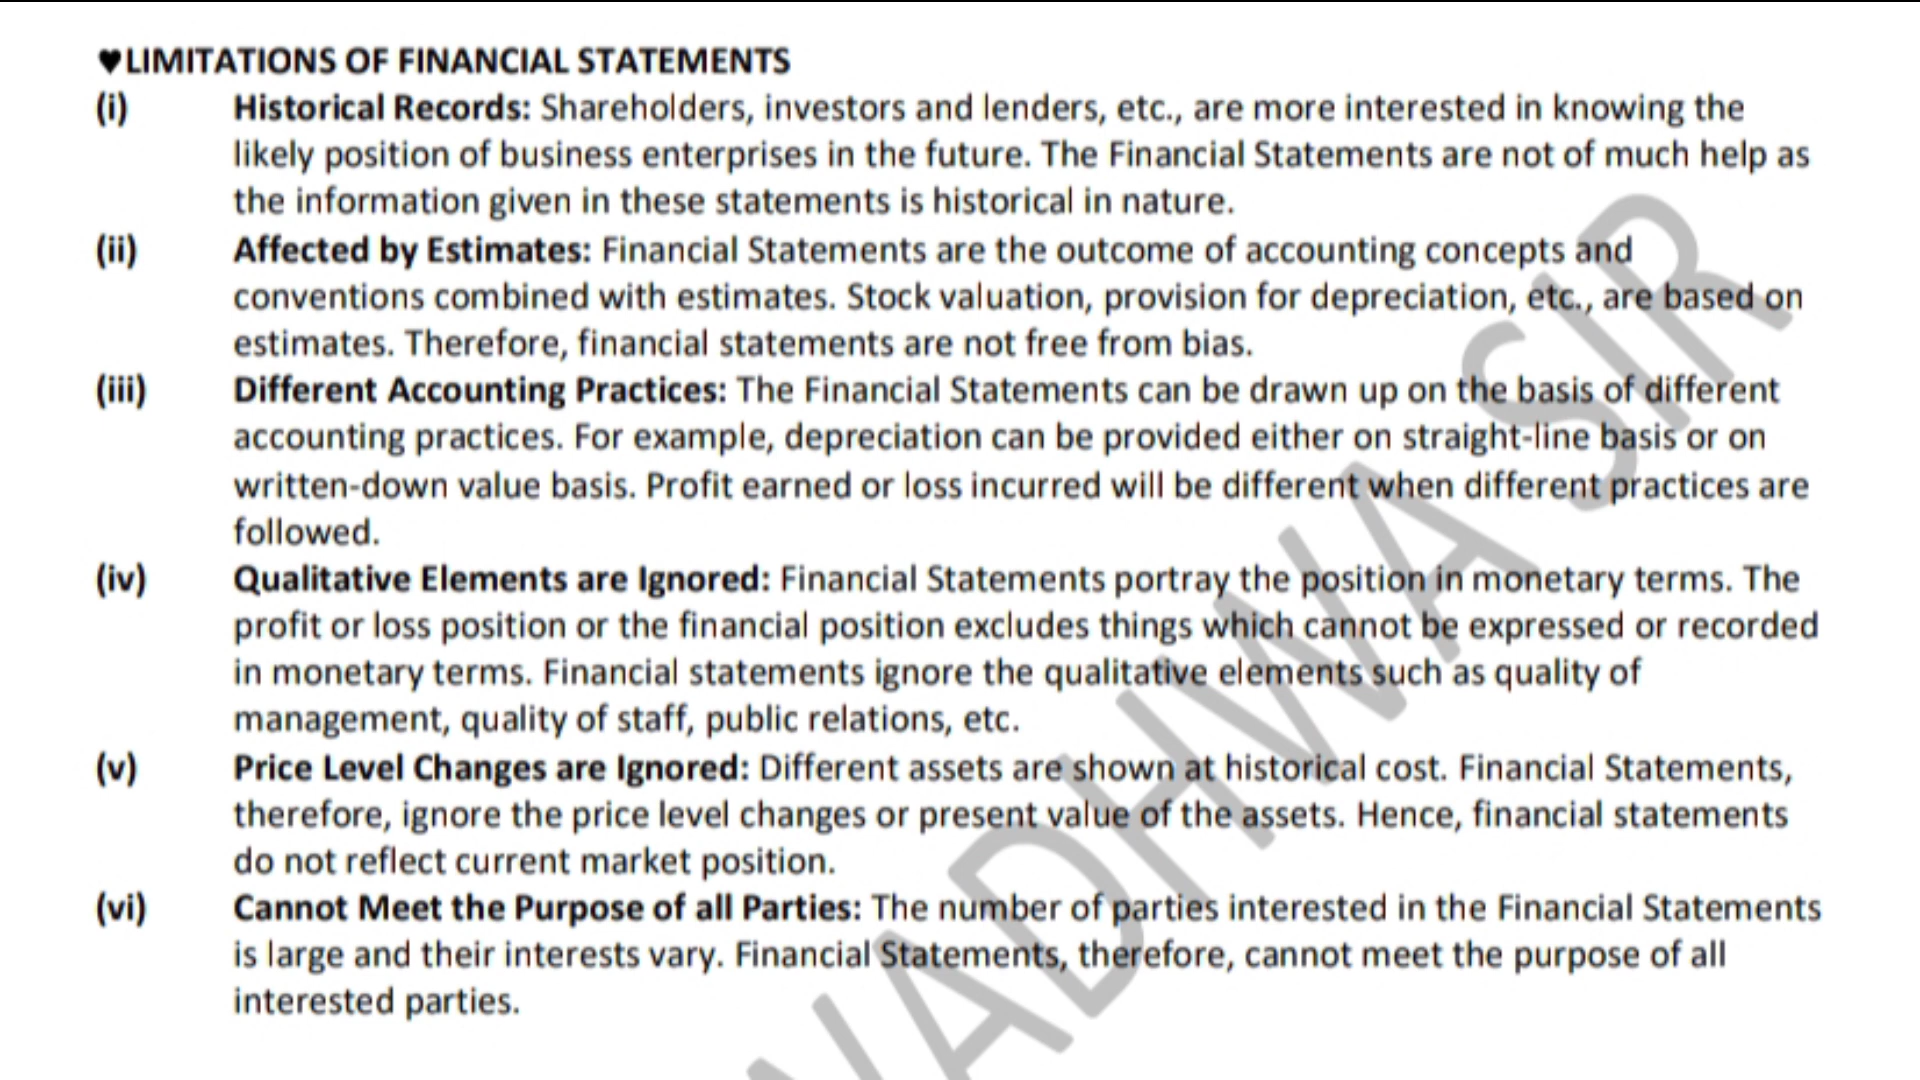 ♥LIMITATIONS OF FINANCIAL STATEMENTS
(i) Historical Records: Shareholders, investors and lenders, etc., are more interested in knowing the
likely position of business enterprises in the future. The Financial Statements are not of much help as
the information given in these statements is historical in nature.
(ii) Affected by Estimates: Financial Statements are the outcome of accounting concepts and
conventions combined with estimates. Stock valuation, provision for depreciation, etc., are based on
estimates. Therefore, financial statements are not free from bias.
(iii) Different Accounting Practices: The Financial Statements can be drawn up on the basis of different
accounting practices. For example, depreciation can be provided either on straight-line basis or on
written-down value basis. Profit earned or loss incurred will be different when different practices are
followed.
(iv) Qualitative Elements are Ignored: Financial Statements portray the position in monetary terms. The
profit or loss position or the financial position excludes things which cannot be expressed or recorded
in monetary terms. Financial statements ignore the qualitative elements such as quality of
management, quality of staff, public relations, etc.
(v) Price Level Changes are Ignored: Different assets are shown at historical cost. Financial Statements,
therefore, ignore the price level changes or present value of the assets. Hence, financial statements
do not reflect current market position.
(vi) Cannot Meet the Purpose of all Parties: The number of parties interested in the Financial Statements
is large and their interests vary. Financial Statements, therefore, cannot meet the purpose of all
interested parties.
WADHWA SIR